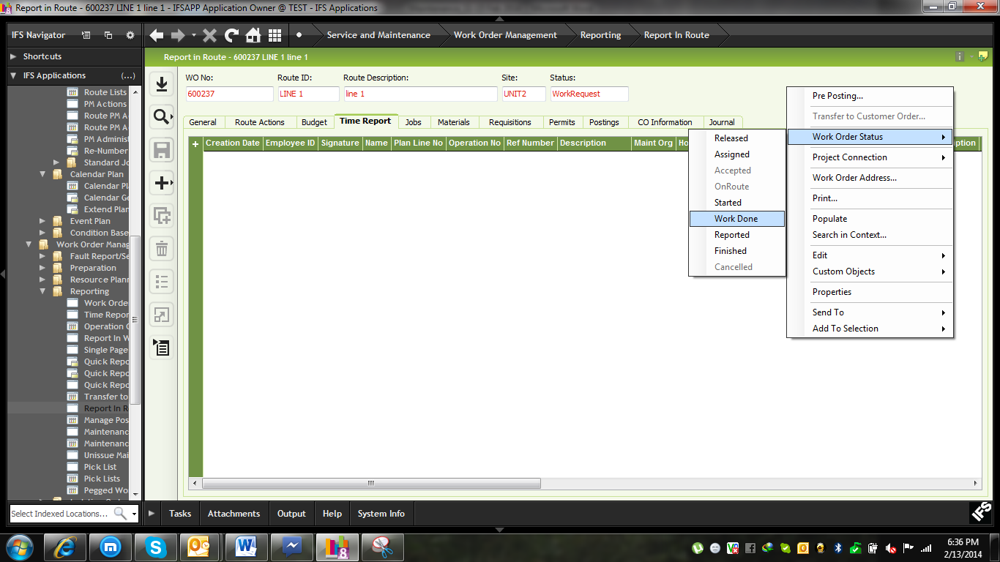 Report in Route - 600237 LINE 1 line 1 - IFSAPP Application Owner @ TEST - IFS Applications
IFS Navigator
Service and Maintenance
Work Order Management
Reporting
Report In Route
Shortcuts
IFS Applications
(...)
Route Lists
PM Actions
Route PM A
Route PM A
PM Adminis
Re-Number
Standard Jo
Calendar Plan
Calendar Pl
Calendar Ge
Extend Plan
Event Plan
Condition Base
Work Order Manag
Fault Report/Se
Preparation
Resource Plann
Reporting
Work Orde
Time Repor
Operation
Report In W
Single Page
Quick Repo
Quick Repo
Quick Repo
Transfer to
Report In R
Manage Pos
Maintenanc
Maintenanc
Unissue Mai
Pick List
Pick Lists
Pegged Wo
Select Indexed Locations...
Report in Route - 600237 LINE 1 line 1
WO No:
Route ID:
Route Description:
Site:
Status:
600237
LINE 1
line 1
UNIT2
WorkRequest
General
Route Actions
Budget
Time Report
Jobs
Materials
Requisitions
Permits
Postings
CO Information
Journal
Creation Date
Employee ID
Signature
Name
Plan Line No
Operation No
Ref Number
Description
Maint Org
Ho
iption
Released
Assigned
Accepted
OnRoute
Started
Work Done
Reported
Finished
Cancelled
Pre Posting...
Transfer to Customer Order...
Work Order Status
Project Connection
Work Order Address...
Print...
Populate
Search in Context...
Edit
Custom Objects
Properties
Send To
Add To Selection
Tasks
Attachments
Output
Help
System Info
IFS
6:36 PM
2/13/2014